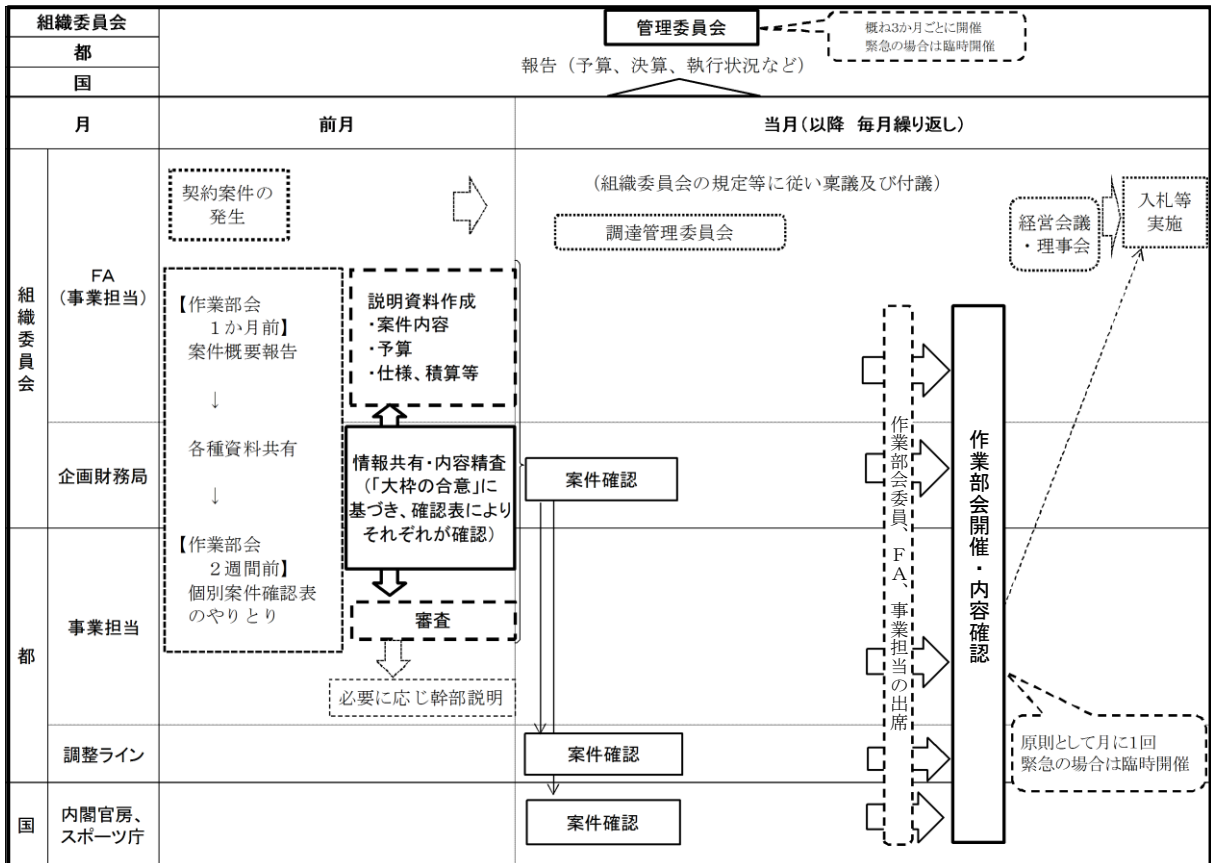 組織委員会
都
国
管理委員会
概ね3か月ごとに開催
緊急の場合は臨時開催
報告（予算、決算、執行状況など）
月
前月
当月（以降 毎月繰り返し）
組織委員会
FA
（事業担当）
契約案件の
発生
（組織委員会の規定等に従い稟議及び付議）
調達管理委員会
経営会議
・理事会
入札等
実施
【作業部会
１か月前】
案件概要報告
↓
各種資料共有
↓
【作業部会
２週間前】
個別案件確認表
のやりとり
説明資料作成
・案件内容
・予算
・仕様、積算等
企画財務局
情報共有・内容精査
（「大枠の合意」に
基づき、確認表により
それぞれが確認）
案件確認
都
事業担当
審査
必要に応じ幹部説明
調整ライン
案件確認
国
内閣官房、
スポーツ庁
案件確認
作業部会委員、ＦＡ、事業担当の出席
作業部会開催・内容確認
原則として月に1回
緊急の場合は臨時開催